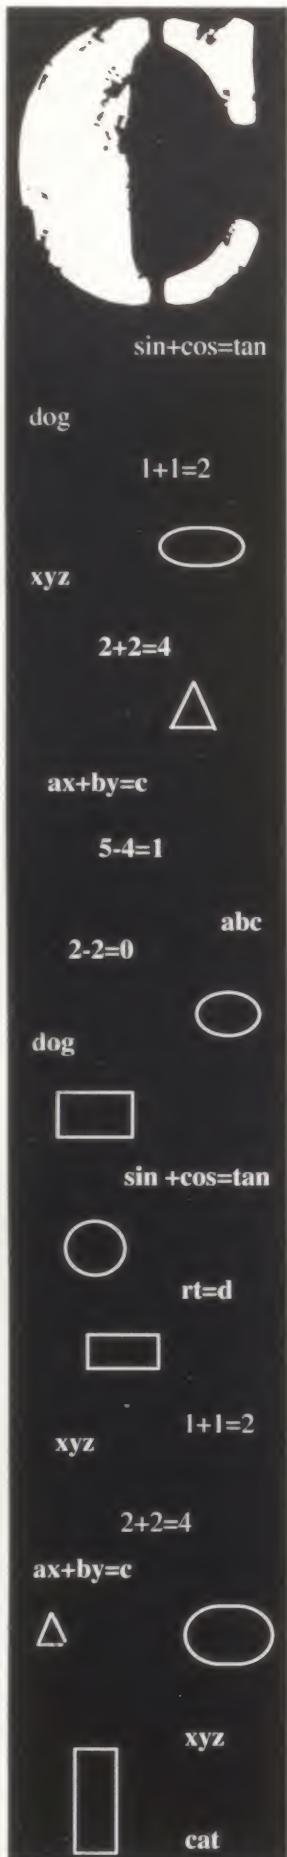 C
sin+cos=tan
dog
1+1=2
xyz
2+2=4
ax+by=c
5-4=1
abc
2-2=0
dog
sin +cos=tan
rt=d
1+1=2
xyz
2+2=4
ax+by=c
xyz
cat